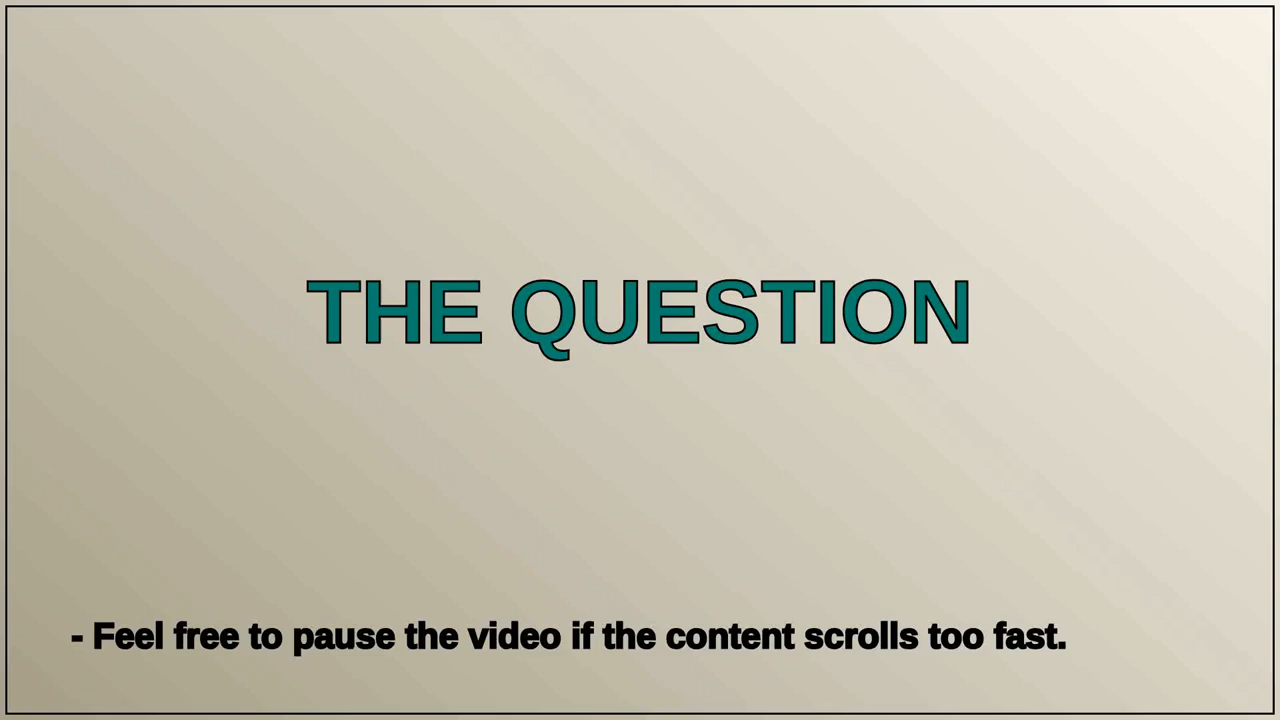 THE QUESTION
- Feel free to pause the video if the content scrolls too fast.